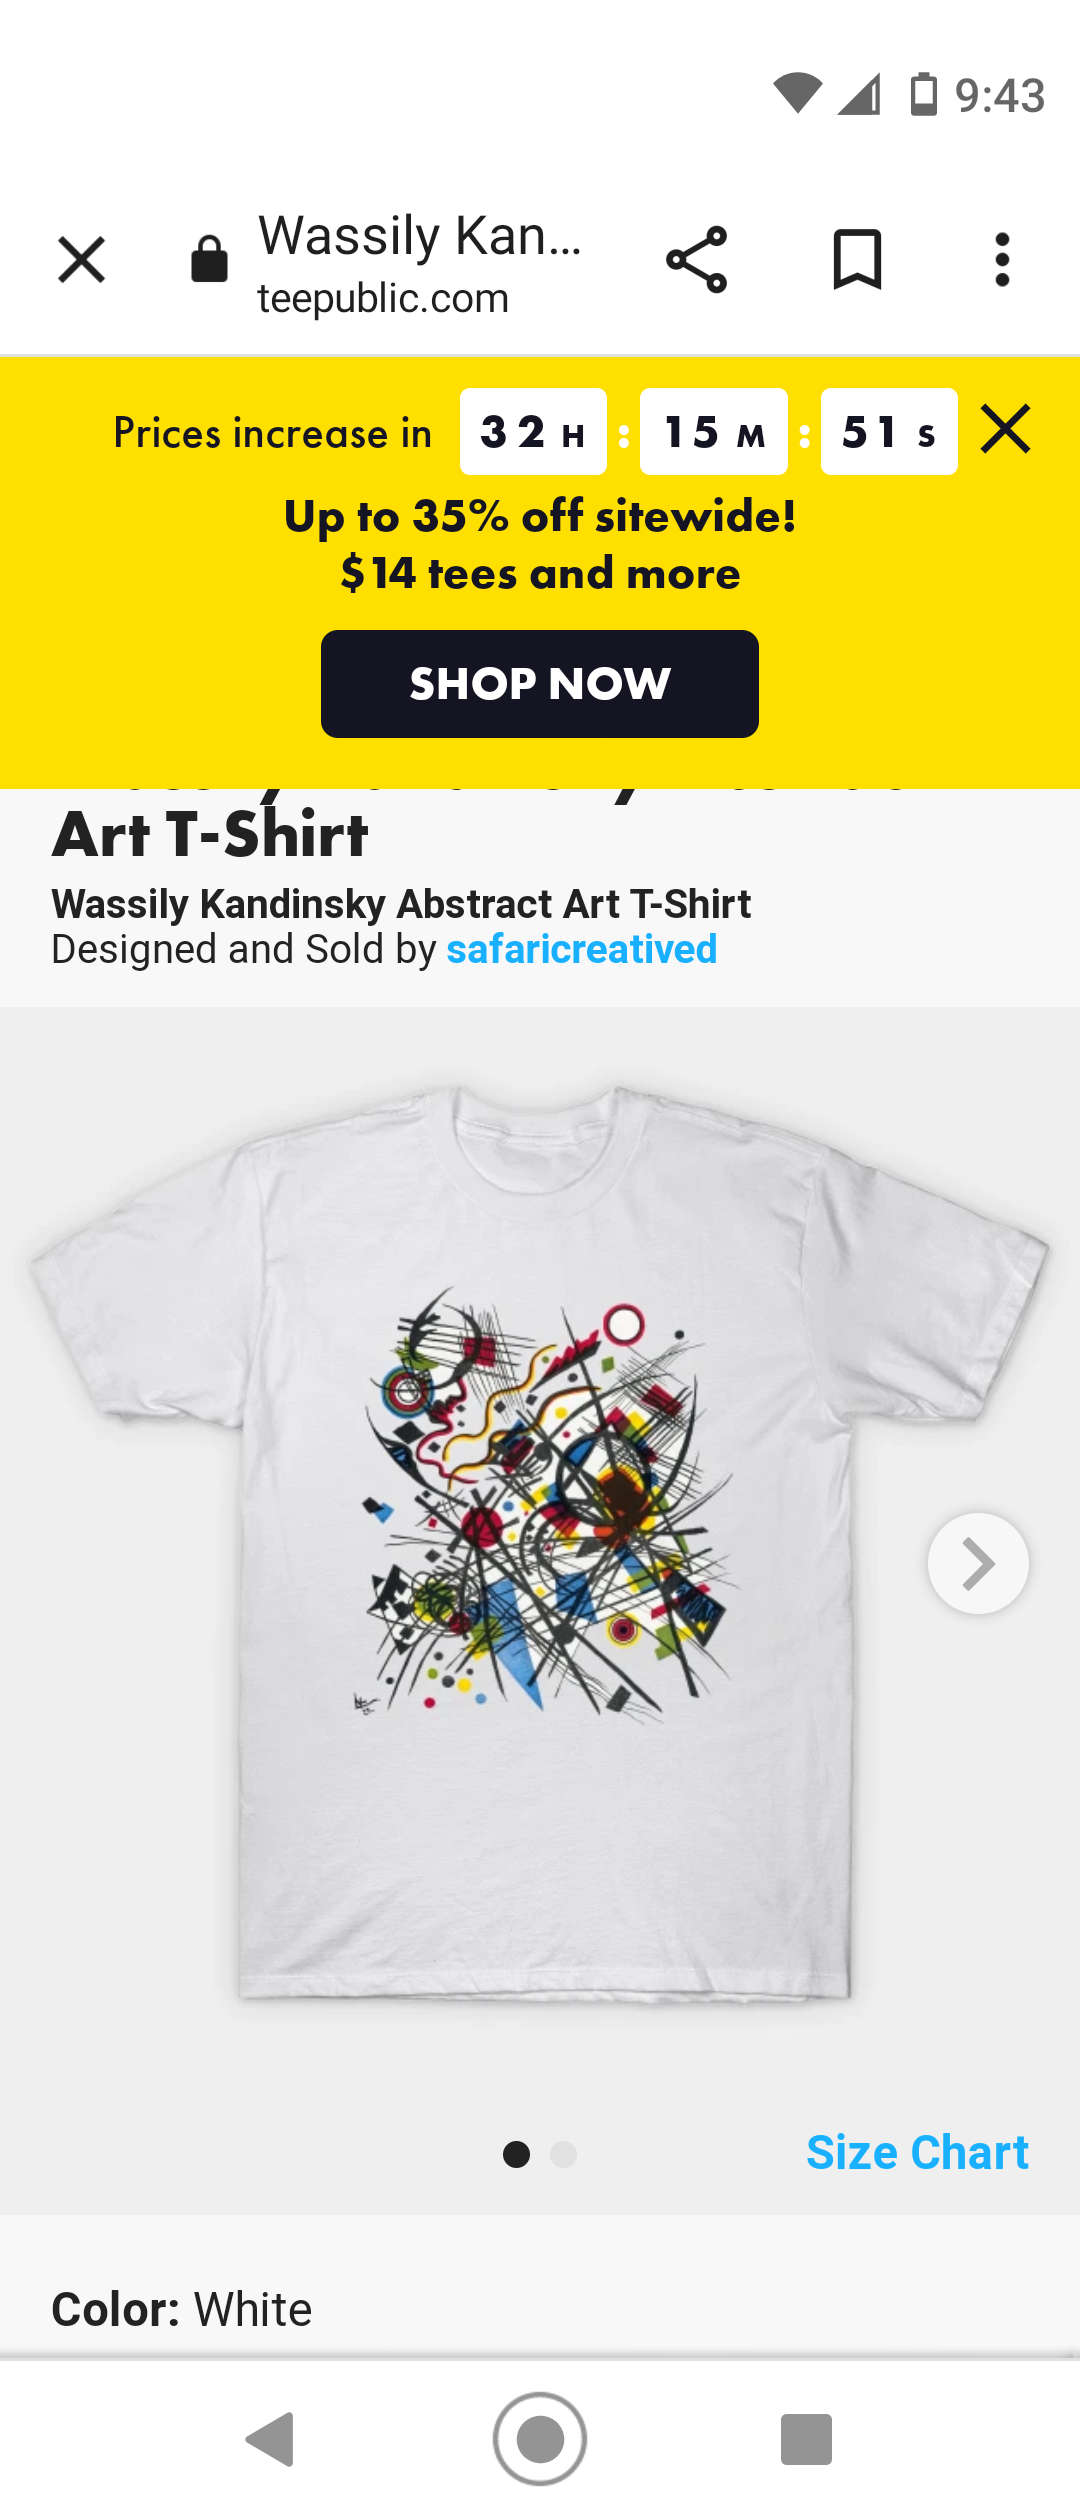 9:43
Wassily Kan...
teepublic.com
Prices increase in 32 H : 15 M : 51 S
Up to 35% off sitewide!
$14 tees and more
SHOP NOW
Art T-Shirt
Wassily Kandinsky Abstract Art T-Shirt
Designed and Sold by safaricreatived
Size Chart
Color: White